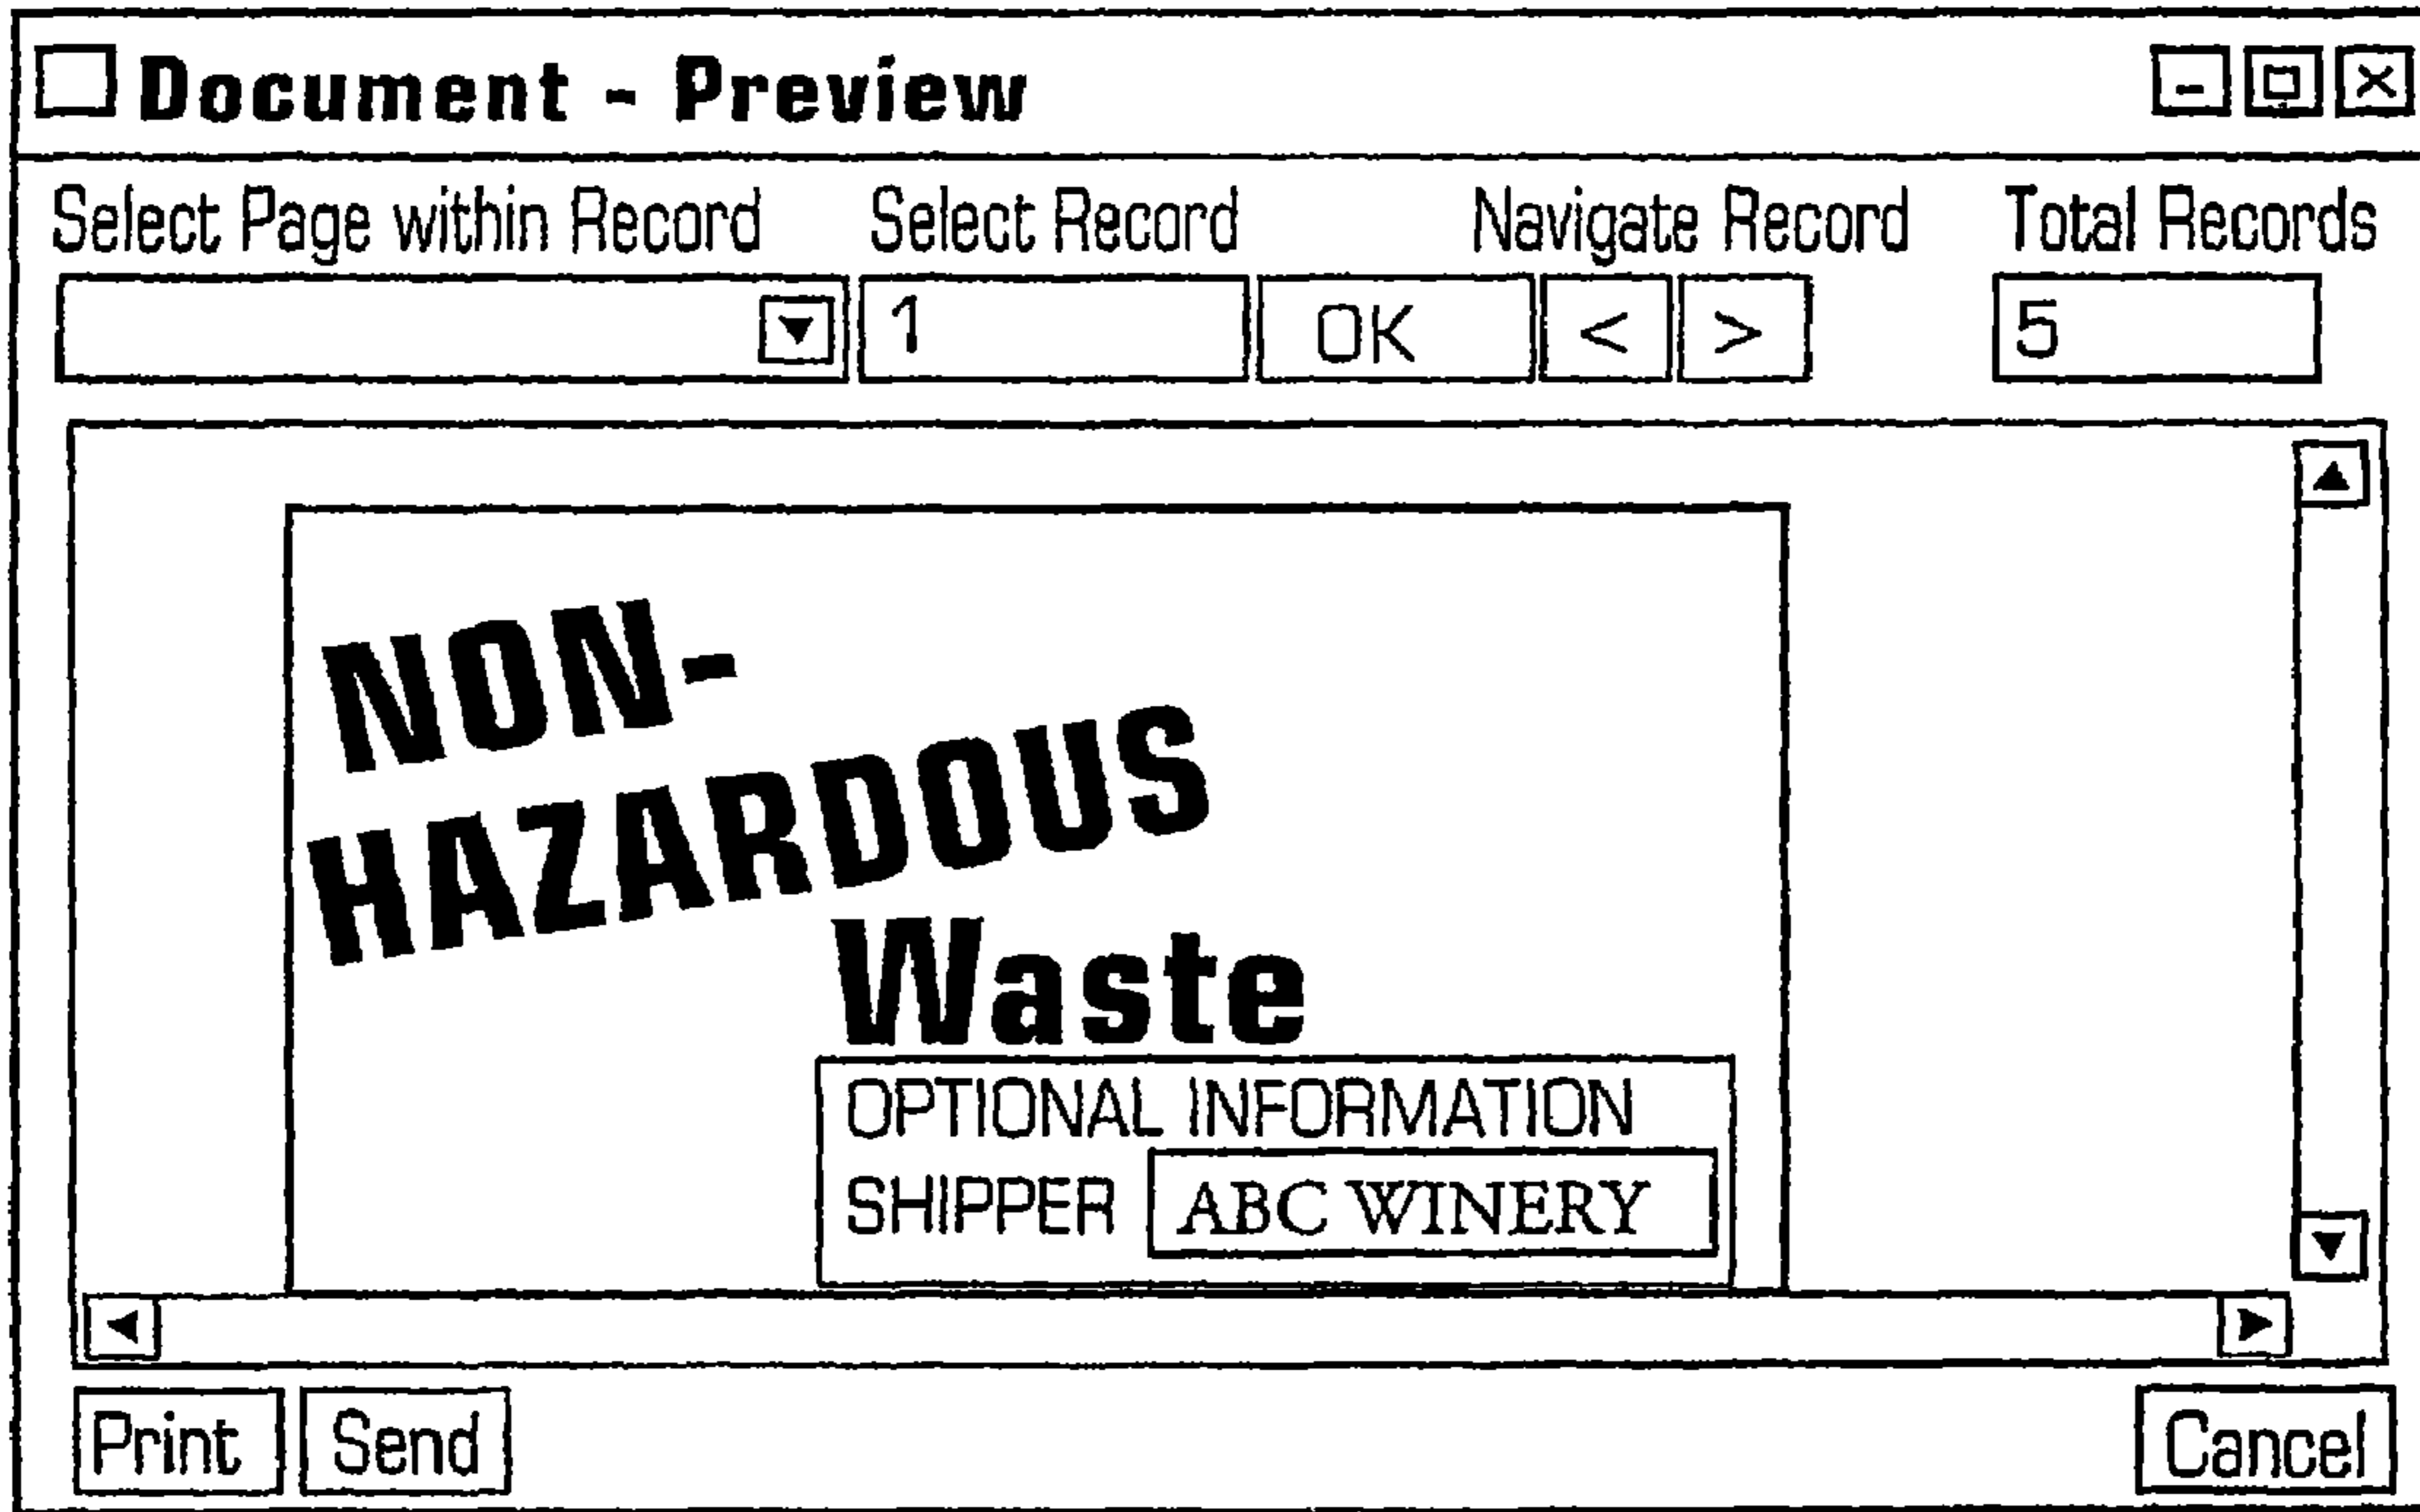 Document - Preview
Select Page within Record Select Record Navigate Record Total Records
1 OK < > 5
NON-
HAZARDOUS
Waste
OPTIONAL INFORMATION
SHIPPER ABC WINERY
Print Send Cancel